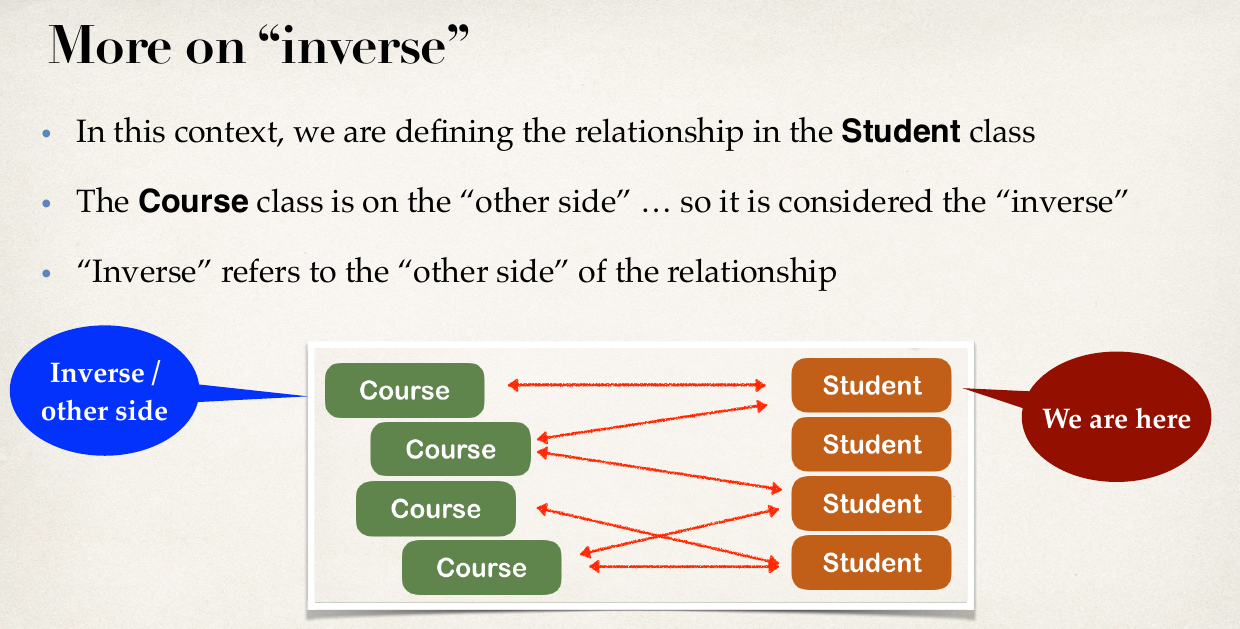 More on “inverse”
• In this context, we are defining the relationship in the Student class
• The Course class is on the “other side” … so it is considered the “inverse”
• “Inverse” refers to the “other side” of the relationship
Inverse /
other side
Course
Course
Course
Course
Student
Student
Student
Student
We are here